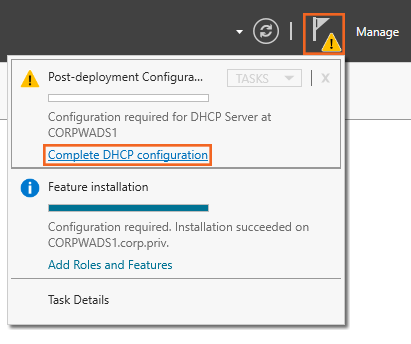 Manage
Post-deployment Configura...
TASKS
X
Configuration required for DHCP Server at
CORPWADS1
Complete DHCP configuration
Feature installation
Configuration required. Installation succeeded on
CORPWADS1.corp.priv.
Add Roles and Features
Task Details